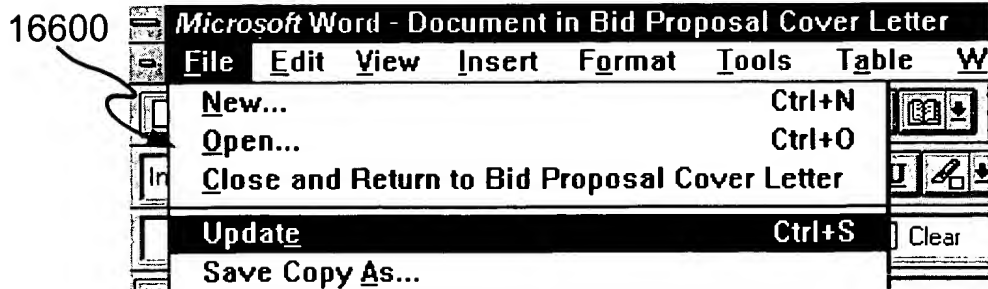 16600
Microsoft Word - Document in Bid Proposal Cover Letter
File Edit View Insert Format Tools Table W
New... Ctrl+N
Open... Ctrl+O
In
Close and Return to Bid Proposal Cover Letter
U
Update Ctrl+S
Clear
Save Copy As...